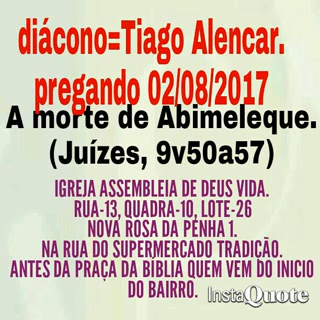 diácono=Tiago Alencar.
pregando 02/08/2017
A morte de Abimeleque.
(Juízes, 9v50a57)
IGREJA ASSEMBLEIA DE DEUS VIDA.
RUA-13, QUADRA-10, LOTE-26
NOVA ROSA DA PENHA 1.
NA RUA DO SUPERMERCADO TRADICÃO.
ANTES DA PRAÇA DA BIBLIA QUEM VEM DO INICIO
DO BAIRRO.
InstaQuote